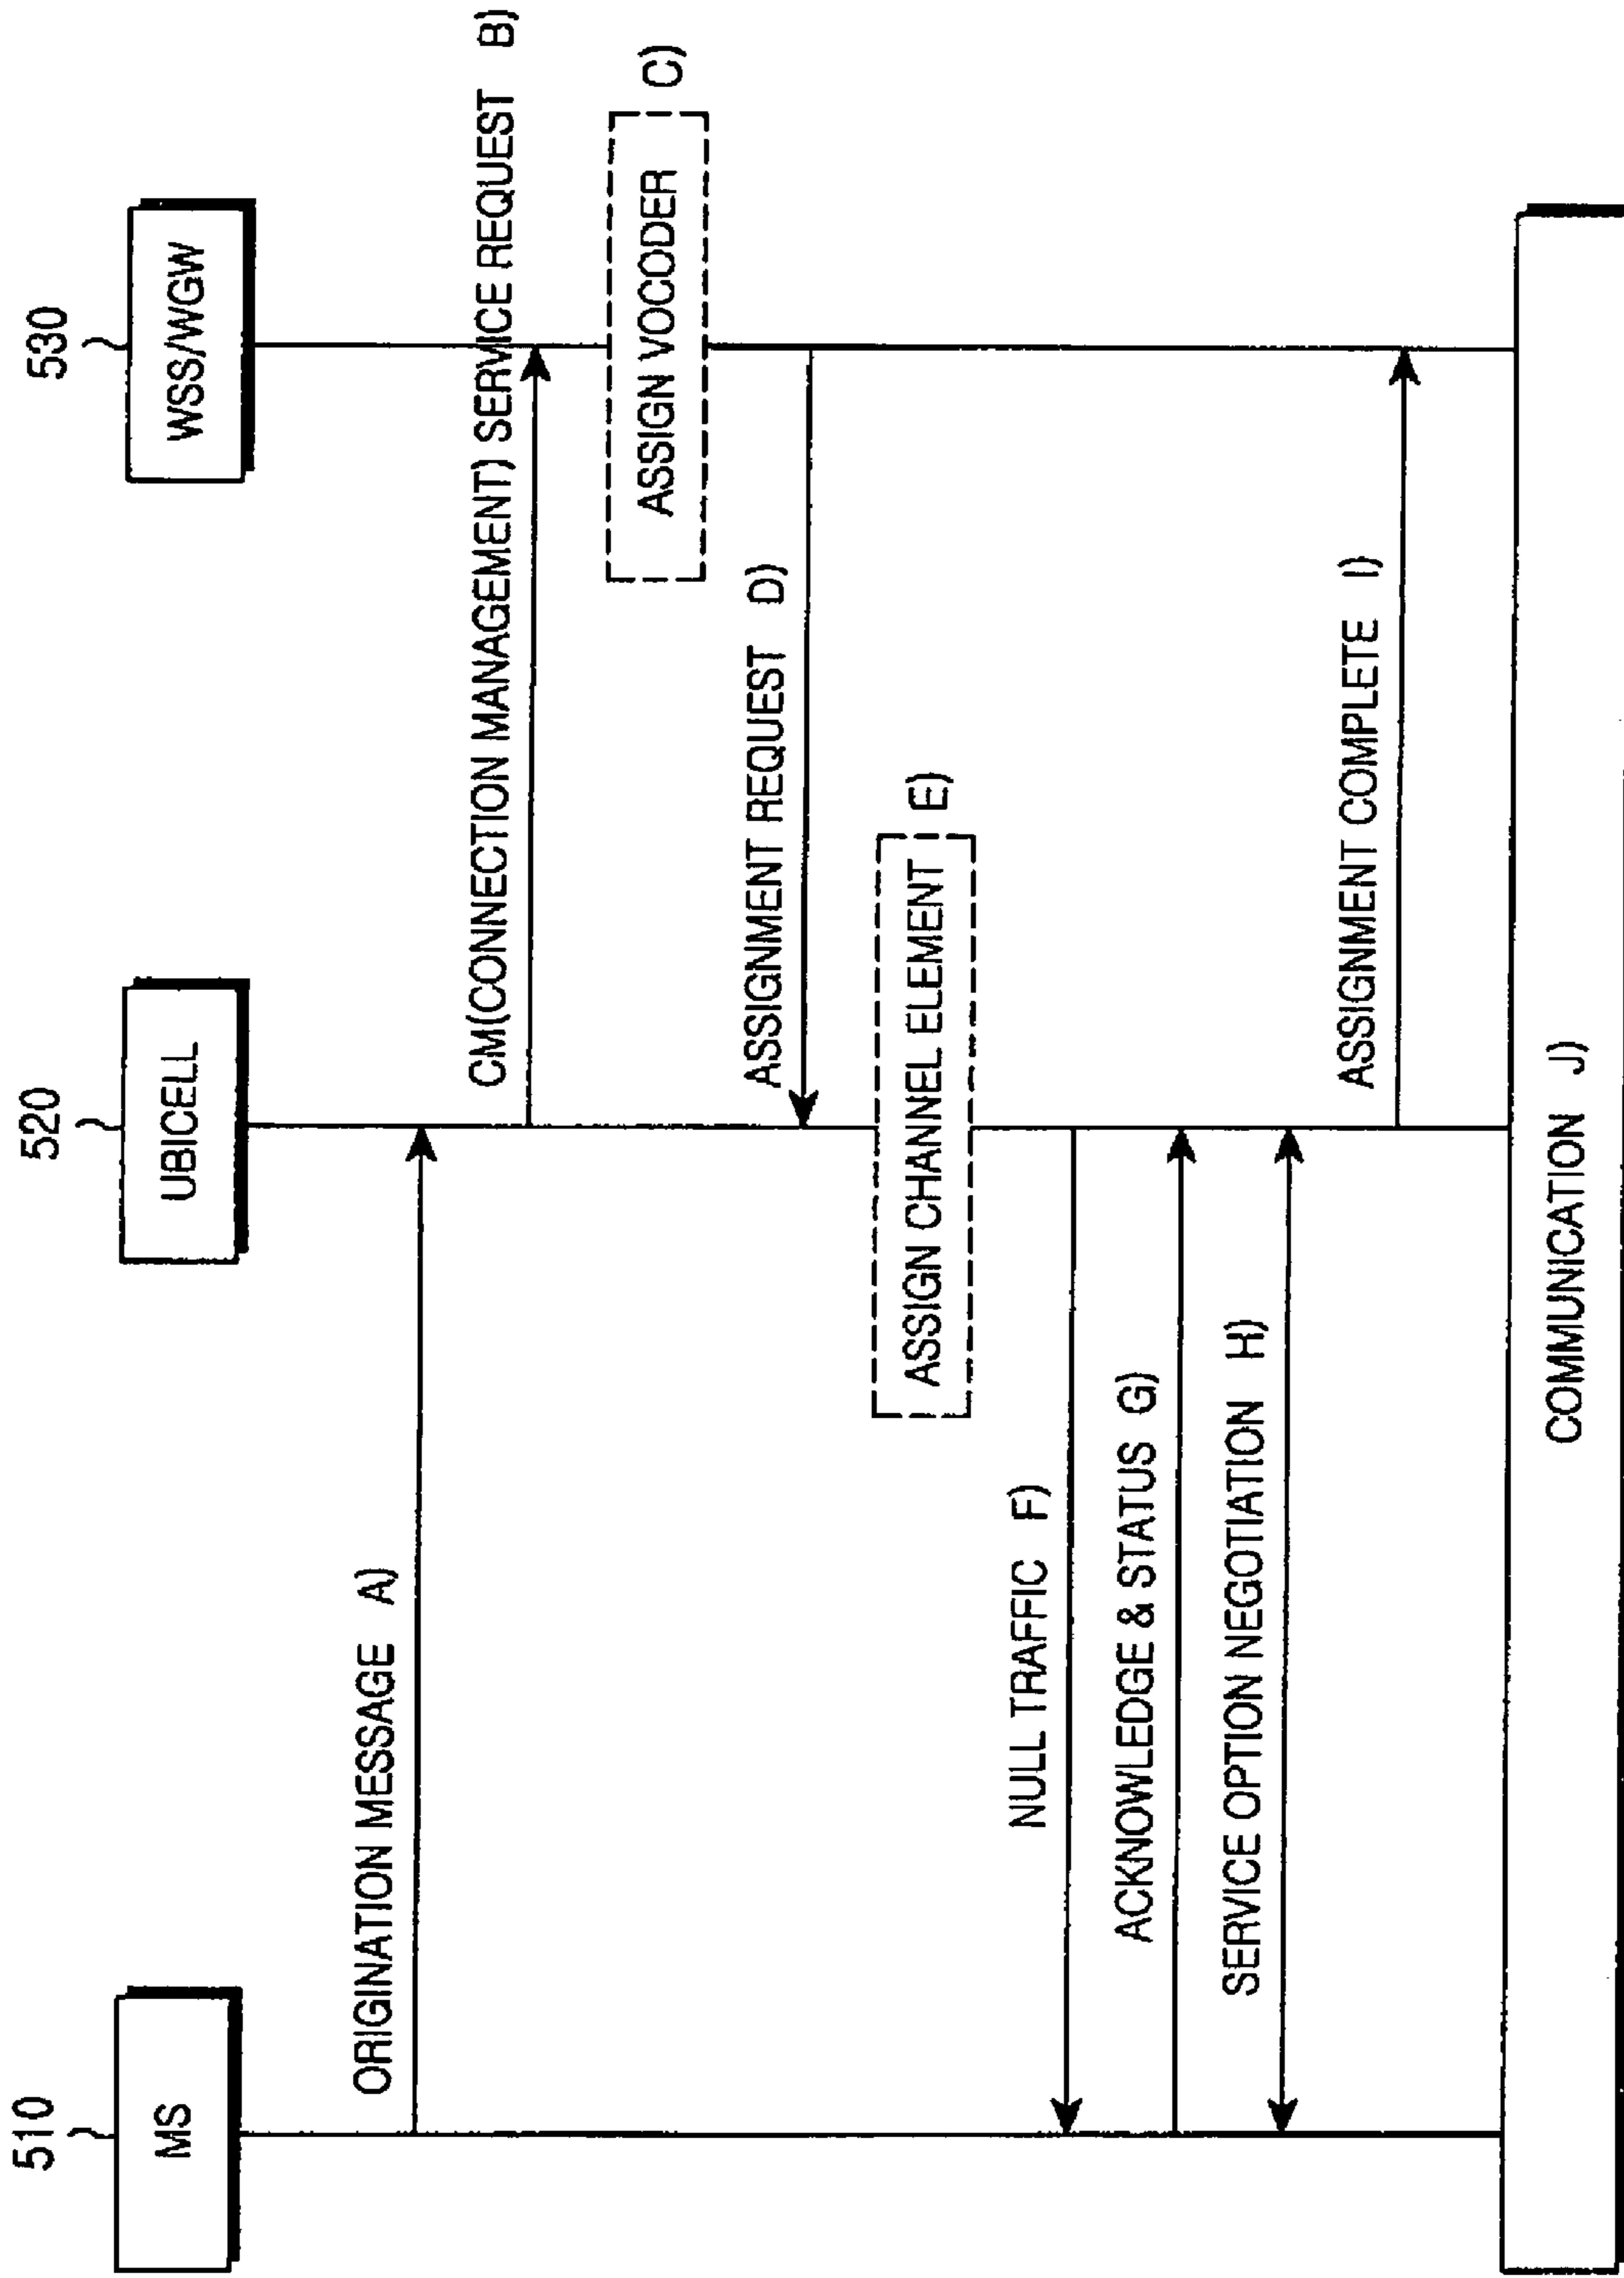 510
MS
520
UBICELL
530
WSS/WGW
ORIGINATION MESSAGE A)
CM(CONNECTION MANAGEMENT) SERVICE REQUEST B)
ASSIGN VOCODER C)
ASSIGNMENT REQUEST D)
ASSIGN CHANNEL ELEMENT E)
NULL TRAFFIC F)
ACKNOWLEDGE & STATUS G)
SERVICE OPTION NEGOTIATION H)
ASSIGNMENT COMPLETE I)
COMMUNICATION J)